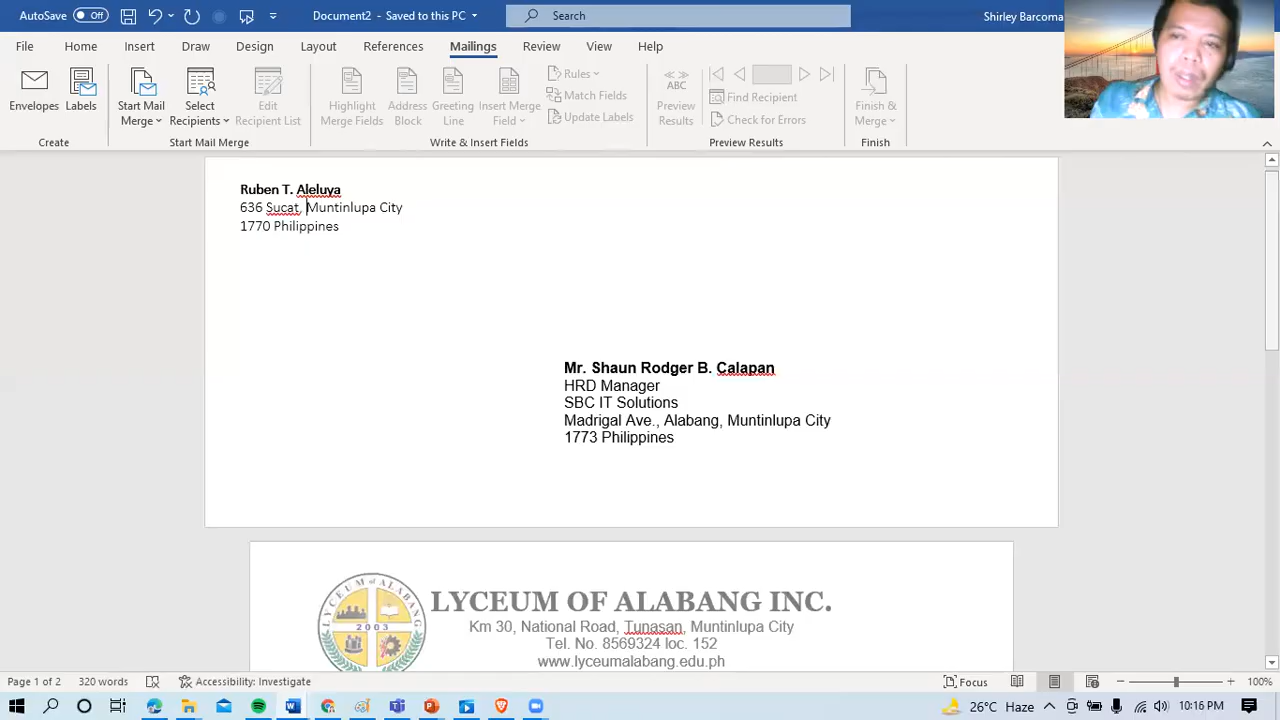 AutoSave Off Document2 - Saved to this PC Search Shirley Barcoma
File Home Insert Draw Design Layout References Mailings Review View Help
Envelopes Labels Start Mail Merge Select Recipients Edit Recipient List Highlight Merge Fields Address Block Greeting Line Insert Merge Field Rules Match Fields Update Labels ABC Preview Results Find Recipient Check for Errors Finish & Merge
Create Start Mail Merge Write & Insert Fields Preview Results Finish
Ruben T. Aleluya
636 Sucat, Muntinlupa City
1770 Philippines
Mr. Shaun Rodger B. Calapan
HRD Manager
SBC IT Solutions
Madrigal Ave., Alabang, Muntinlupa City
1773 Philippines
LYCEUM OF ALABANG
2003
LYCEUM OF ALABANG INC.
Km 30, National Road, Tunasan, Muntinlupa City
Tel. No. 8569324 loc. 152
www.lyceumalabang.edu.ph
Page 1 of 2 320 words Accessibility: Investigate Focus 100%
26°C Haze 10:16 PM